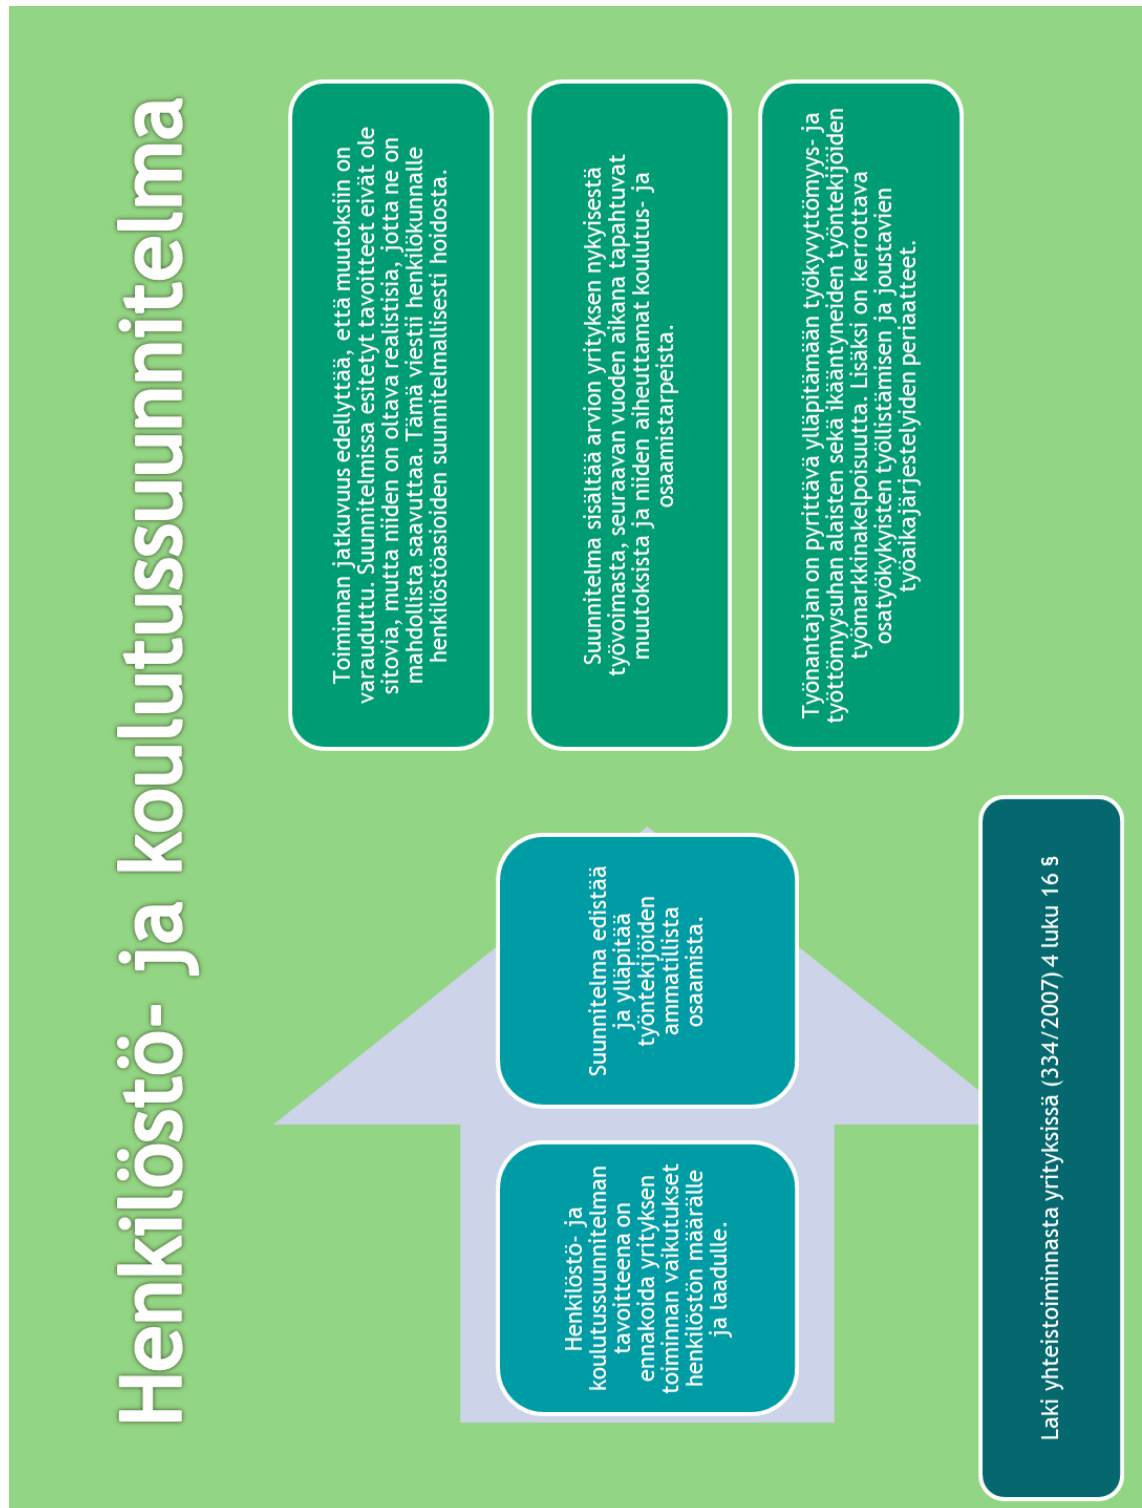 Henkilöstö- ja koulutussuunnitelma
Henkilöstö- ja
koulutussuunnitelman
tavoitteena on
ennakoida yrityksen
toiminnan vaikutukset
henkilöstön määrälle
ja laadulle.
Suunnitelma edistää
ja ylläpitää
työntekijöiden
ammatillista
osaamista.
Toiminnan jatkuvuus edellyttää, että muutoksiin on
varauduttu. Suunnitelmissa esitetyt tavoitteet eivät ole
sitovia, mutta niiden on oltava realistisia, jotta ne on
mahdollista saavuttaa. Tämä viestii henkilökunnalle
henkilöstöasioiden suunnitelmallisesti hoidosta.
Suunnitelma sisältää arvion yrityksen nykyisestä
työvoimasta, seuraavan vuoden aikana tapahtuvat
muutoksista ja niiden aiheuttamat koulutus- ja
osaamistarpeista.
Työnantajan on pyrittävä ylläpitämään työkyvyttömyys- ja
työttömyysuhan alaisten sekä ikääntyneiden työntekijöiden
työmarkkinakelpoisutta. Lisäksi on kerrottava
osatyökykyisten työllistämisen ja joustavien
työaikajärjestelyiden periaatteet.
Laki yhteistoiminnasta yrityksissä (334/2007) 4 luku 16 §